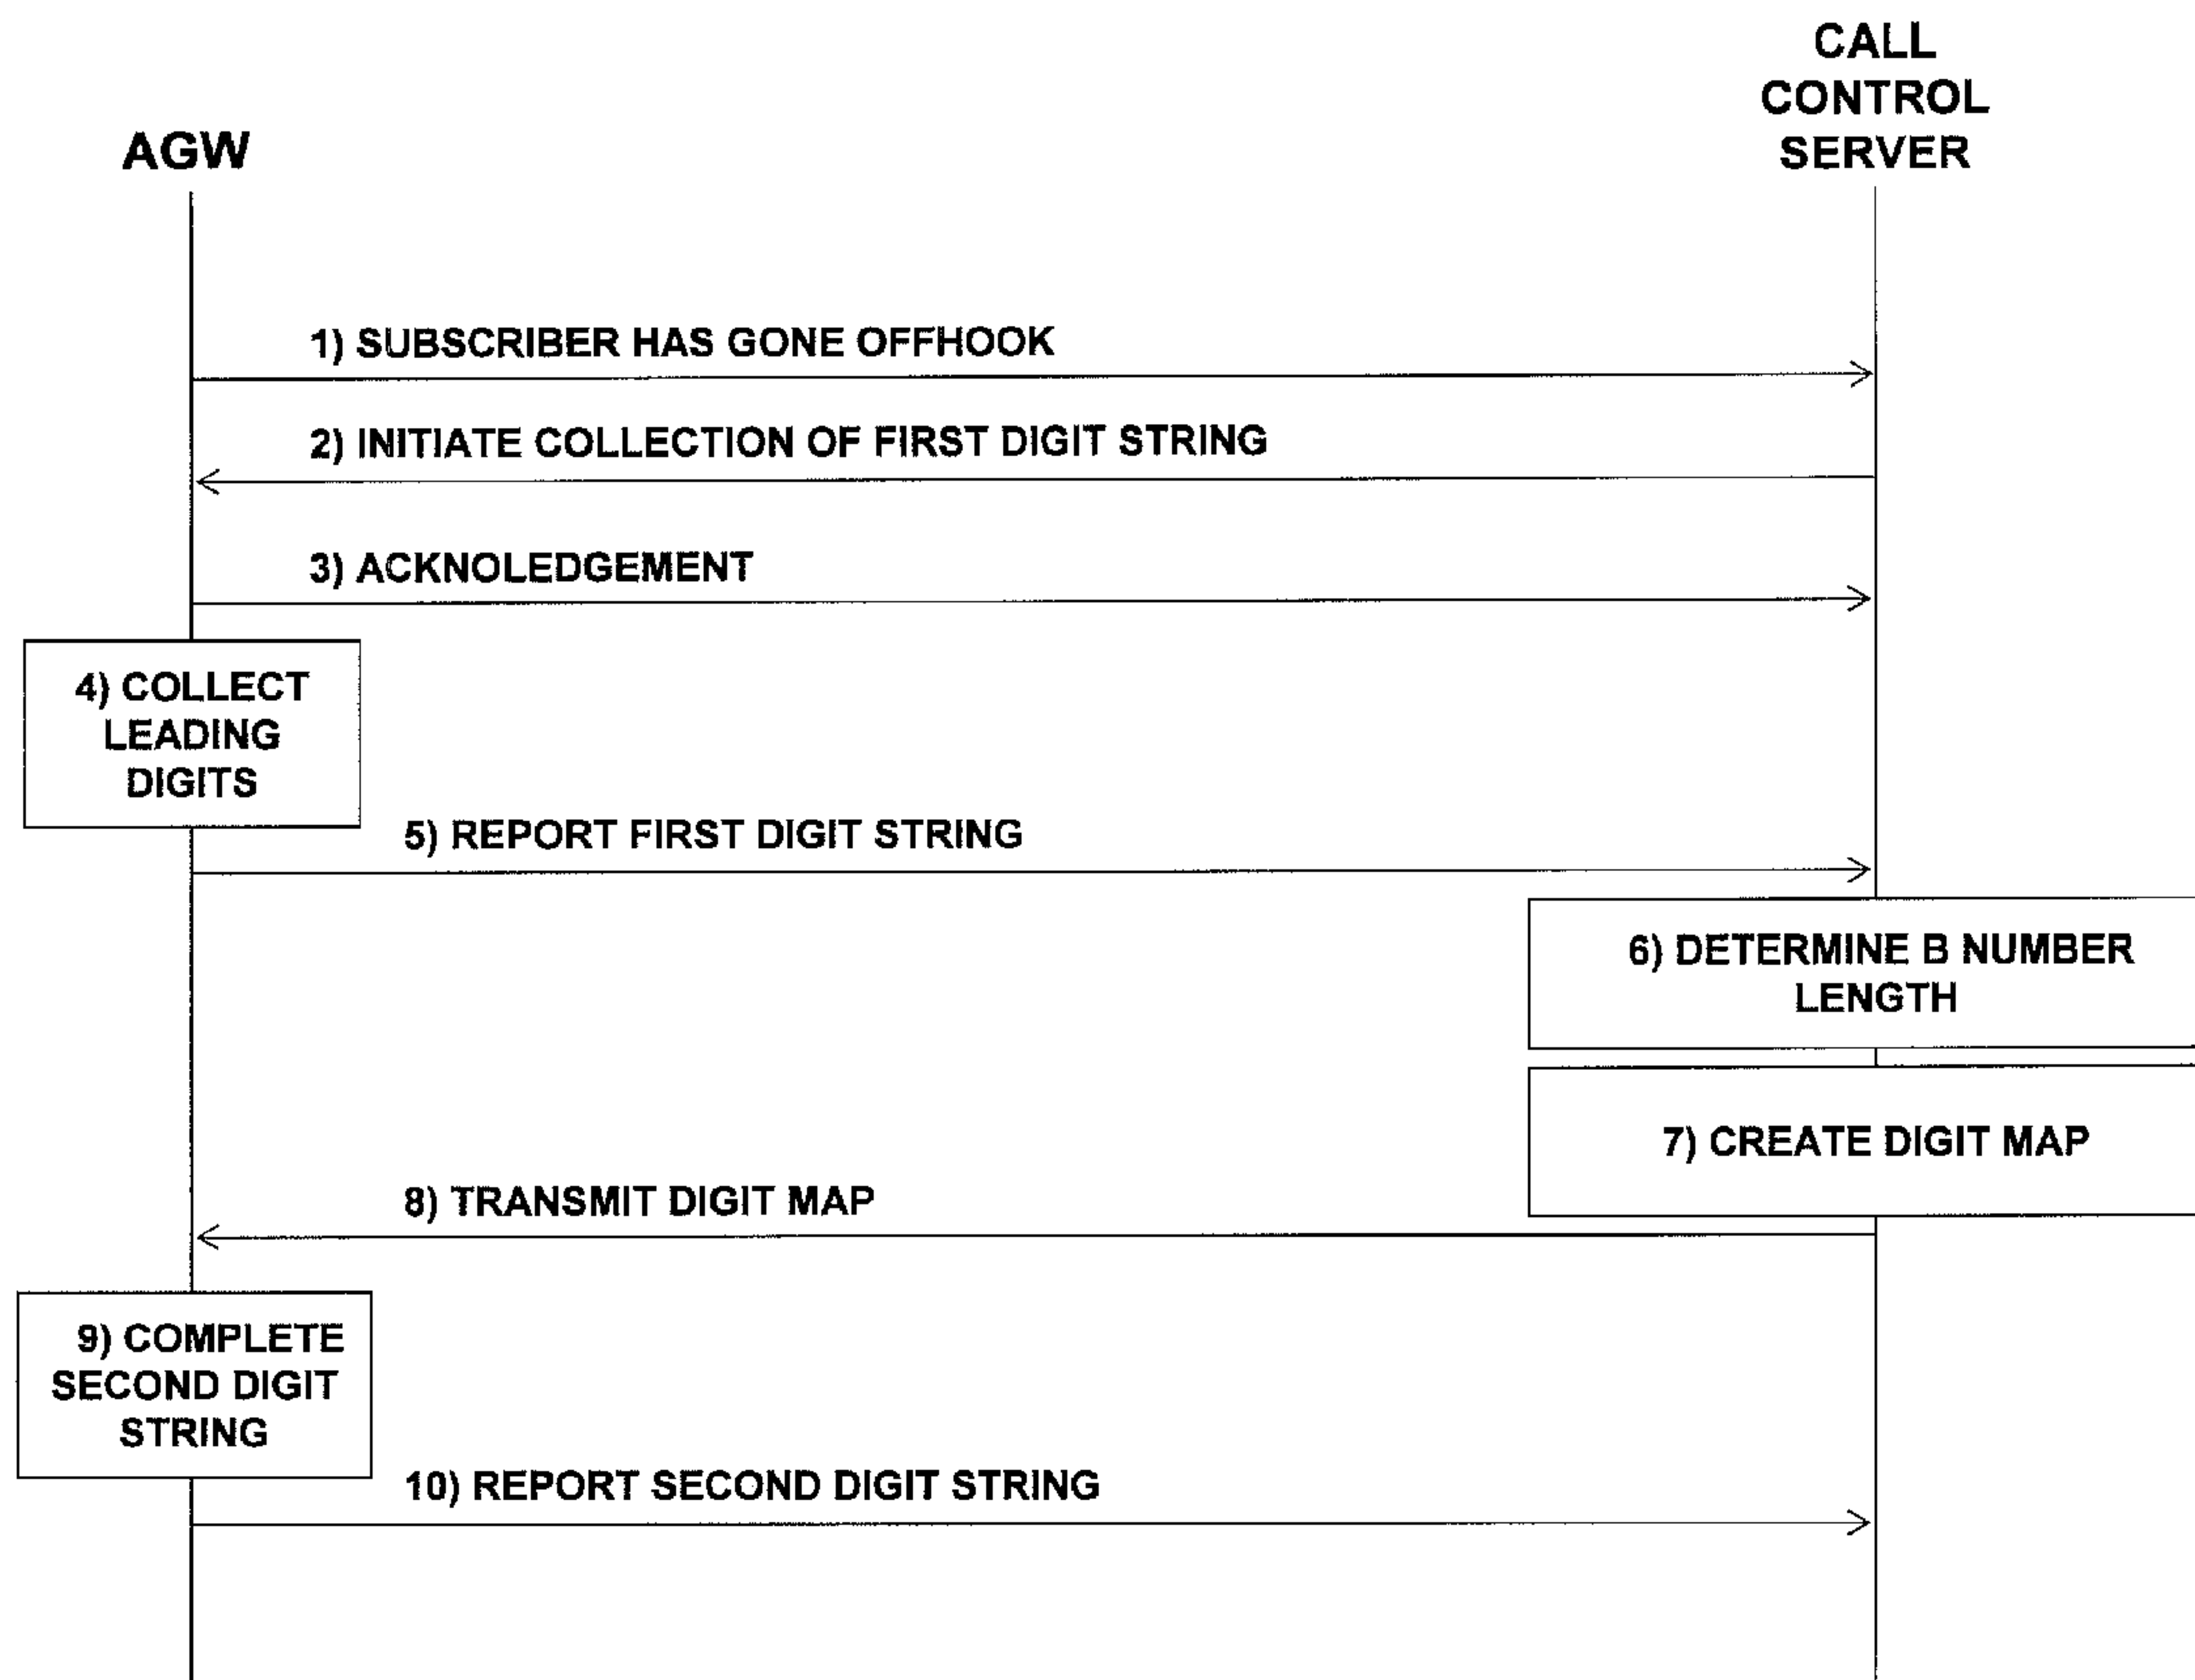 CALL
CONTROL
SERVER
AGW
1) SUBSCRIBER HAS GONE OFFHOOK
2) INITIATE COLLECTION OF FIRST DIGIT STRING
3) ACKNOLEDGEMENT
4) COLLECT
LEADING
DIGITS
5) REPORT FIRST DIGIT STRING
6) DETERMINE B NUMBER
LENGTH
7) CREATE DIGIT MAP
8) TRANSMIT DIGIT MAP
9) COMPLETE
SECOND DIGIT
STRING
10) REPORT SECOND DIGIT STRING